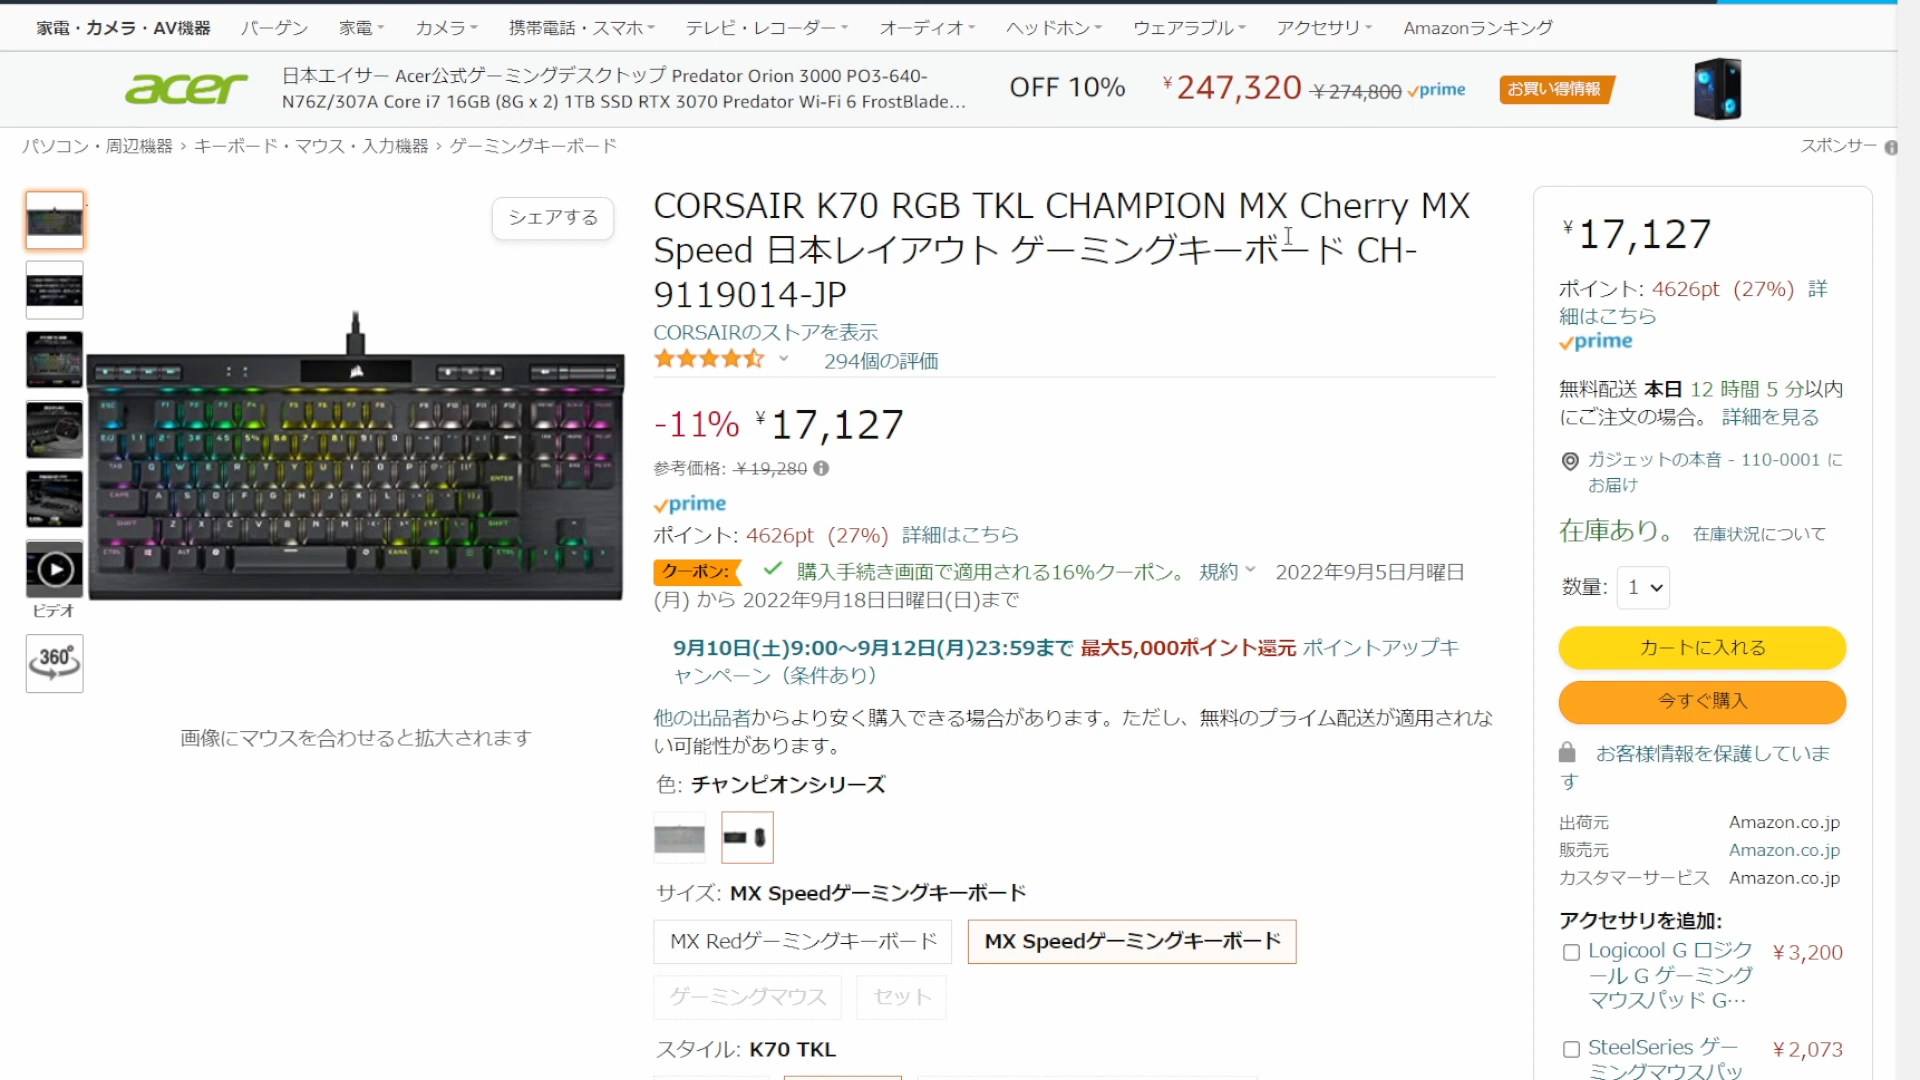 家電・カメラ・AV機器 バーゲン 家電 カメラ 携帯電話・スマホ テレビ・レコーダー オーディオ ヘッドホン ウェアラブル アクセサリ Amazonランキング
acer
日本エイサー Acer公式ゲーミングデスクトップ Predator Orion 3000 PO3-640-
N76Z/307A Core i7 16GB (8G x 2) 1TB SSD RTX 3070 Predator Wi-Fi 6 FrostBlade…
OFF 10% ¥247,320 ¥274,800 prime お買い得情報
パソコン・周辺機器 › キーボード・マウス・入力機器 › ゲーミングキーボード
スポンサー
シェアする
ビデオ
360°
画像にマウスを合わせると拡大されます
CORSAIR K70 RGB TKL CHAMPION MX Cherry MX
Speed 日本レイアウト ゲーミングキーボード CH-
9119014-JP
CORSAIRのストアを表示
294個の評価
-11% ¥17,127
参考価格: ¥19,280
prime
ポイント: 4626pt (27%) 詳細はこちら
クーポン: 購入手続き画面で適用される16%クーポン。 規約 2022年9月5日月曜日
(月) から 2022年9月18日日曜日(日)まで
9月10日(土)9:00～9月12日(月)23:59まで 最大5,000ポイント還元 ポイントアップキ
ャンペーン（条件あり）
他の出品者からより安く購入できる場合があります。ただし、無料のプライム配送が適用されな
い可能性があります。
色: チャンピオンシリーズ
サイズ: MX Speedゲーミングキーボード
MX Redゲーミングキーボード MX Speedゲーミングキーボード
ゲーミングマウス セット
スタイル: K70 TKL
¥17,127
ポイント: 4626pt (27%) 詳
細はこちら
prime
無料配送 本日 12 時間 5 分以内
にご注文の場合。 詳細を見る
ガジェットの本音 - 110-0001 に
お届け
在庫あり。 在庫状況について
数量: 1
カートに入れる
今すぐ購入
お客様情報を保護していま
す
出荷元 Amazon.co.jp
販売元 Amazon.co.jp
カスタマーサービス Amazon.co.jp
アクセサリを追加:
Logicool G ロジク ¥3,200
ール G ゲーミング
マウスパッド G…
SteelSeries ゲー ¥2,073
ミングマウスパッ